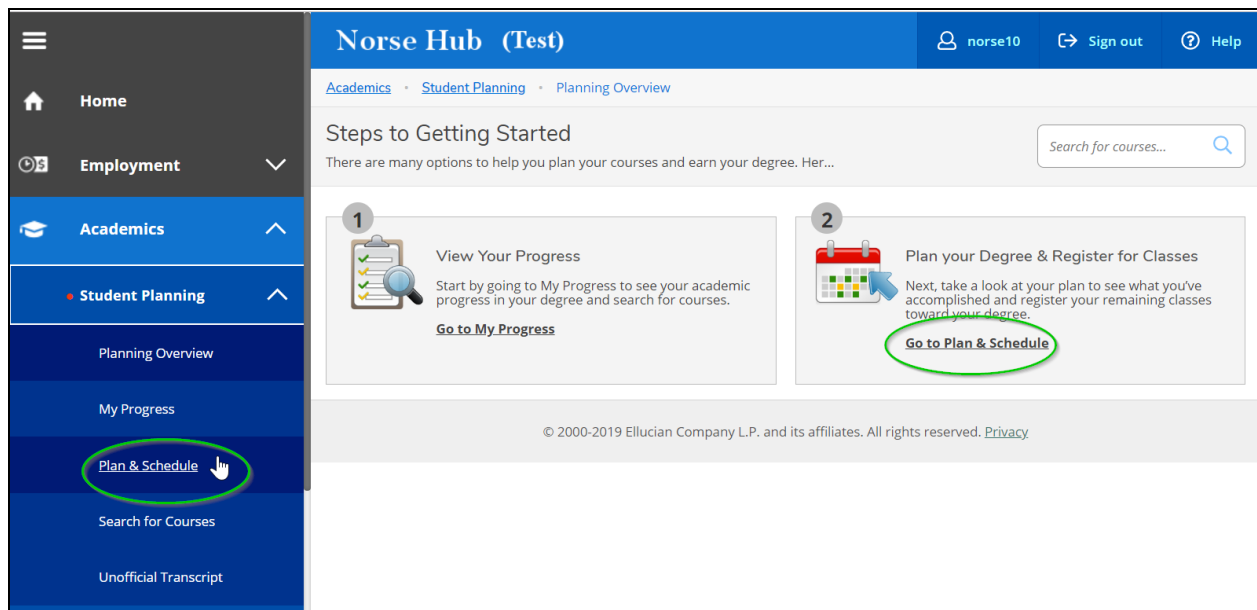 Norse Hub (Test)
norse10
Sign out
Help
Home
Employment
Academics
Student Planning
Planning Overview
My Progress
Plan & Schedule
Search for Courses
Unofficial Transcript
Academics · Student Planning · Planning Overview
Steps to Getting Started
There are many options to help you plan your courses and earn your degree. Her...
Search for courses...
1
View Your Progress
Start by going to My Progress to see your academic
progress in your degree and search for courses.
Go to My Progress
2
Plan your Degree & Register for Classes
Next, take a look at your plan to see what you've
accomplished and register your remaining classes
toward your degree.
Go to Plan & Schedule
© 2000-2019 Ellucian Company L.P. and its affiliates. All rights reserved. Privacy